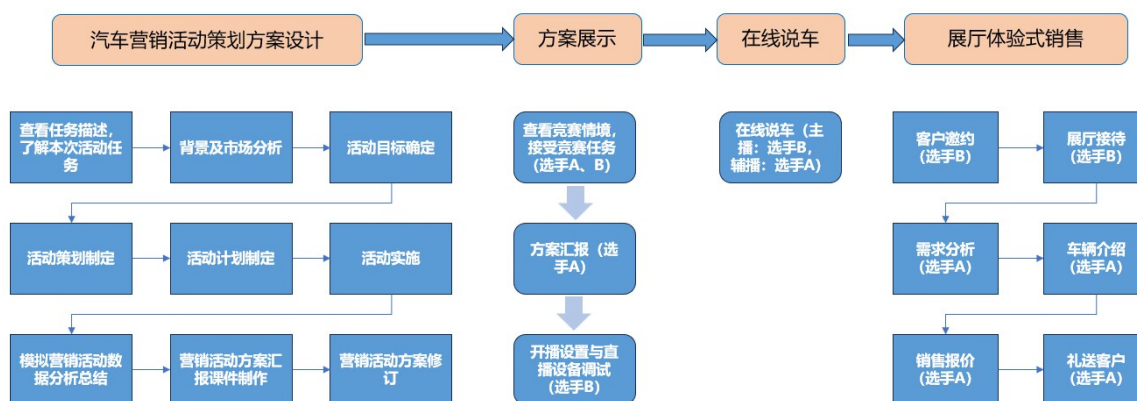 汽车营销活动策划方案设计
方案展示
在线说车
展厅体验式销售
查看任务描述，
了解本次活动任
务
背景及市场分析
活动目标确定
活动策划制定
活动计划制定
活动实施
模拟营销活动数
据分析总结
营销活动方案汇
报课件制作
营销活动方案修
订
查看竞赛情境，
接受竞赛任务
（选手A、B）
方案汇报（选
手A）
开播设置与直
播设备调试
（选手B）
在线说车（主
播：选手B，
辅播：选手A）
客户邀约
（选手B）
展厅接待
（选手B）
需求分析
（选手A）
车辆介绍
（选手A）
销售报价
（选手A）
礼送客户
（选手A）